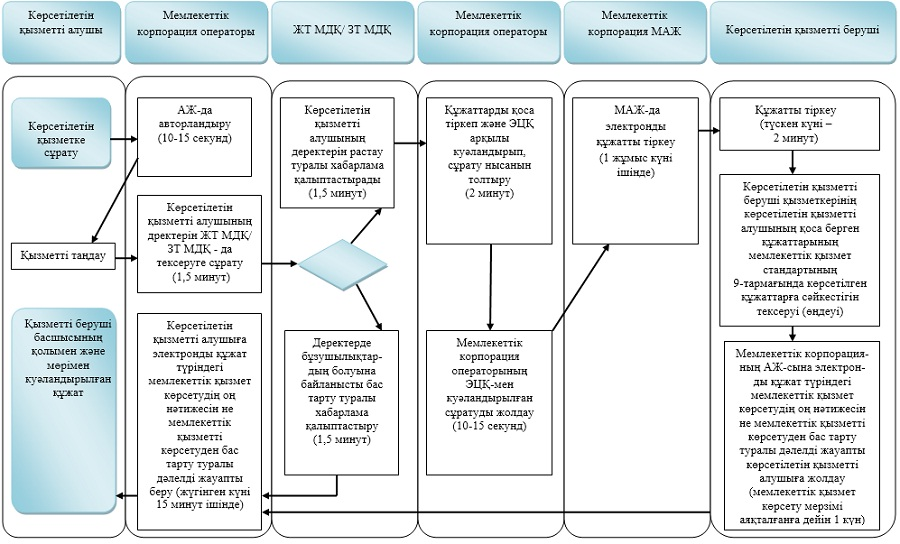 Көрсетілетін
қызметті алушы
Мемлекеттік
корпорация операторы
ЖТ МДҚ/ ЗТ МДҚ
Мемлекеттік
корпорация операторы
Мемлекеттік
корпорация МАЖ
Көрсетілетін қызметті беруші
Көрсетілетін
қызметке
сұрату
АЖ-да
авторландыру
(10-15 секунд)
Көрсетілетін
қызметті
алушының
деректерін растау
туралы хабарлама
қалыптастырады
(1,5 минут)
Құжаттарды қоса
тіркеп және ЭЦҚ
арқылы
куәландырып,
сұрату нысанын
толтыру
(2 минут)
МАЖ-да
электронды
құжатты тіркеу
(1 жұмыс күні
ішінде)
Құжатты тіркеу
(түскен күні –
2 минут)
Қызметті таңдау
Көрсетілетін
қызметті алушының
дректерін ЖТ МДҚ/
ЗТ МДҚ - да
тексеруге сұрату
(1,5 минут)
Көрсетілетін қызметті
беруші қызметкерінің
көрсетілетін қызметті
алушының қоса берген
құжаттарының
мемлекеттік қызмет
стандартының
9-тармағында көрсетілген
құжаттарға сәйкестігін
тексеруі (өңдеуі)
Қызметті беруші
басшысының
қолымен және
мөрімен
куәландырылған
құжат
Көрсетілетін
қызметті алушыға
электронды құжат
түріндегі
мемлекеттік қызмет
көрсетудің оң
нәтижесін не
мемлекеттік
қызметті
көрсетуден бас
тарту туралы
дәлелді жауапты
беру (жүгінген күні
15 минут ішінде)
Деректерде
бұзушылықтар-
дың болуына
байланысты бас
тарту туралы
хабарлама
қалыптастыру
(1,5 минут)
Мемлекеттік
корпорация
операторының
ЭЦҚ-мен
куәландырылған
сұратуды жолдау
(10-15 секунд)
Мемлекеттік корпорация-
ның АЖ-сына электрон-
ды құжат түріндегі
мемлекеттік қызмет
көрсетудің оң нәтижесін
не мемлекеттік қызметті
көрсетуден бас тарту
туралы дәлелді жауапты
көрсетілетін қызметті
алушыға жолдау
(мемлекеттік қызмет
көрсету мерзімі
аяқталғанға дейін 1 күн)